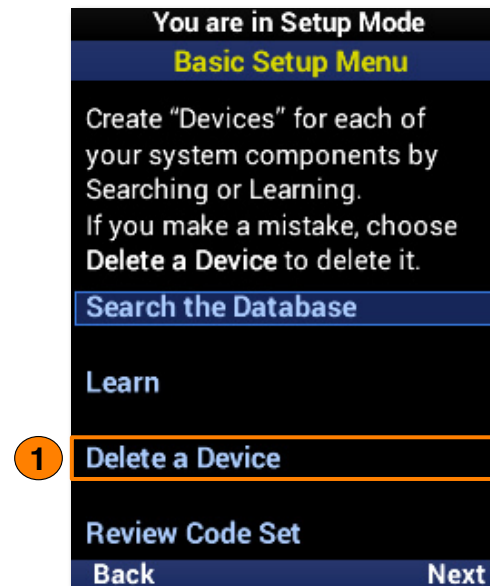 You are in Setup Mode
Basic Setup Menu
Create “Devices” for each of
your system components by
Searching or Learning.
If you make a mistake, choose
Delete a Device to delete it.
Search the Database
Learn
1 Delete a Device
Review Code Set
Back Next